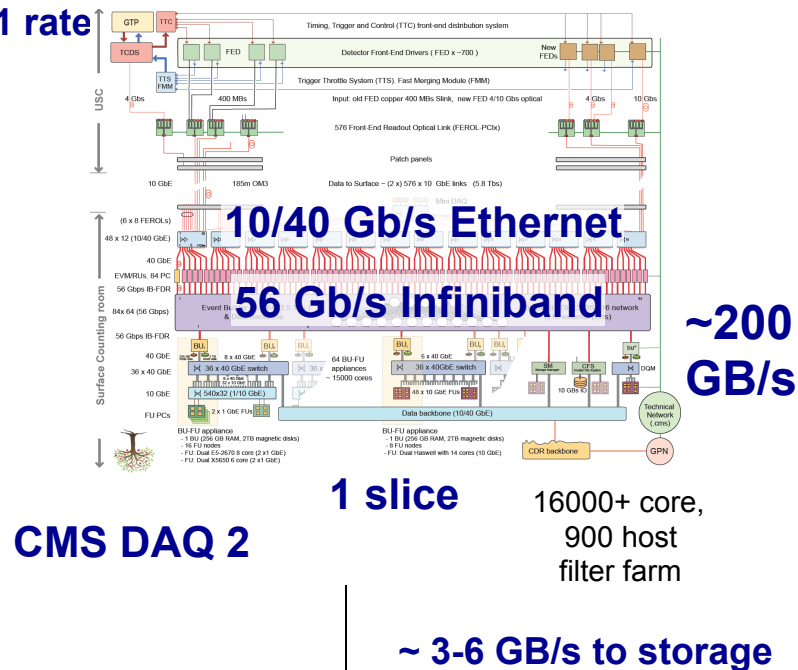 1 rate
GTP
TTC
Timing, Trigger and Control (TTC) front-end distribution system
TCDS
FED
Detector Front-End Drivers ( FED x ~700 )
New
FEDs
TTS
FMM
Trigger Throttle System (TTS). Fast Merging Module (FMM)
USC
4 Gbs
400 MBs
Input: old FED copper 400 MBs Slink, new FED 4/10 Gbs optical
4 Gbs
10 Gbs
576 Front-End Readout Optical Link (FEROL-PCIx)
Patch panels
10 GbE
185m OM3
Data to Surface ~ (2 x) 576 x 10 GbE links (5.8 Tbs)
Mini DAQ
(6 x 8 FEROLs)
10/40 Gb/s Ethernet
48 x 12 (10/40 GbE)
40 GbE
EVM/RUs. 84 PC
56 Gbps IB-FDR
84x 64 (56 Gbps)
Event
56 Gb/s Infiniband
network
~200
GB/s
Surface Counting room
56 Gbps IB-FDR
BU
BU
BU
BU
BU
40 GbE
8 x 40 GbE
64 BU-FU
appliances
~ 15000 cores
6 x 40 GbE
36 x 40 GbE
36 x 40 GbE switch
36 x
36 x 40GbE switch
SM
CFS
DQM
48 x 10 GbE FUs
10 GBs IO
10 GbE
540x32 (1/10 GbE)
FU PCs
2 x 1 GbE FUs
Data backbone (10/40 GbE)
Technical
Network
(.cms)
BU-FU appliance
- 1 BU (256 GB RAM, 2TB magnetic disks)
- 16 FU nodes
- FU: Dual E5-2670 8 core (2 x1 GbE)
- FU: Dual X5650 6 core (2 x1 GbE)
BU-FU appliance
- 1 BU (256 GB RAM, 2TB magnetic disks)
- 8 FU nodes
- FU: Dual Haswell with 14 cores (10 GbE)
CDR backbone
GPN
1 slice
16000+ core,
900 host
filter farm
CMS DAQ 2
~ 3-6 GB/s to storage